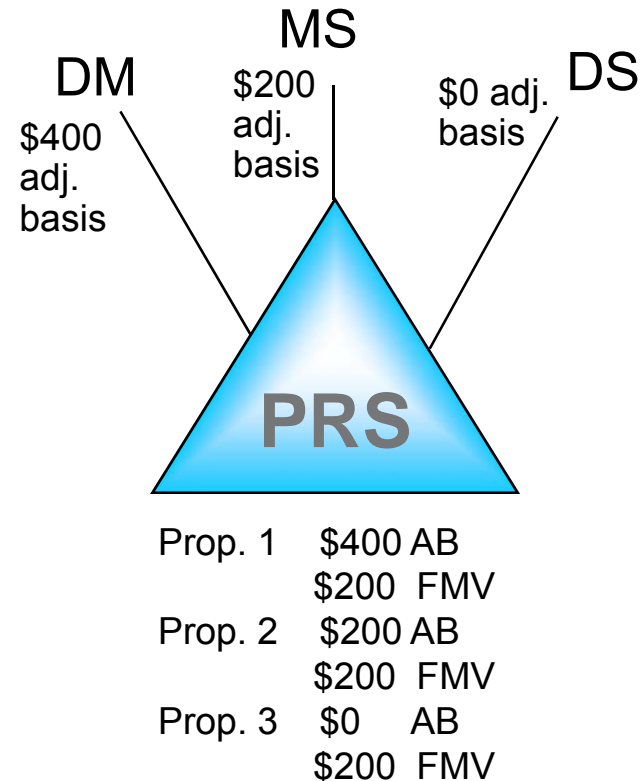 MS
DM
DS
$200
adj.
basis
$0 adj.
basis
$400
adj.
basis
PRS
Prop. 1 $400 AB
$200 FMV
Prop. 2 $200 AB
$200 FMV
Prop. 3 $0 AB
$200 FMV